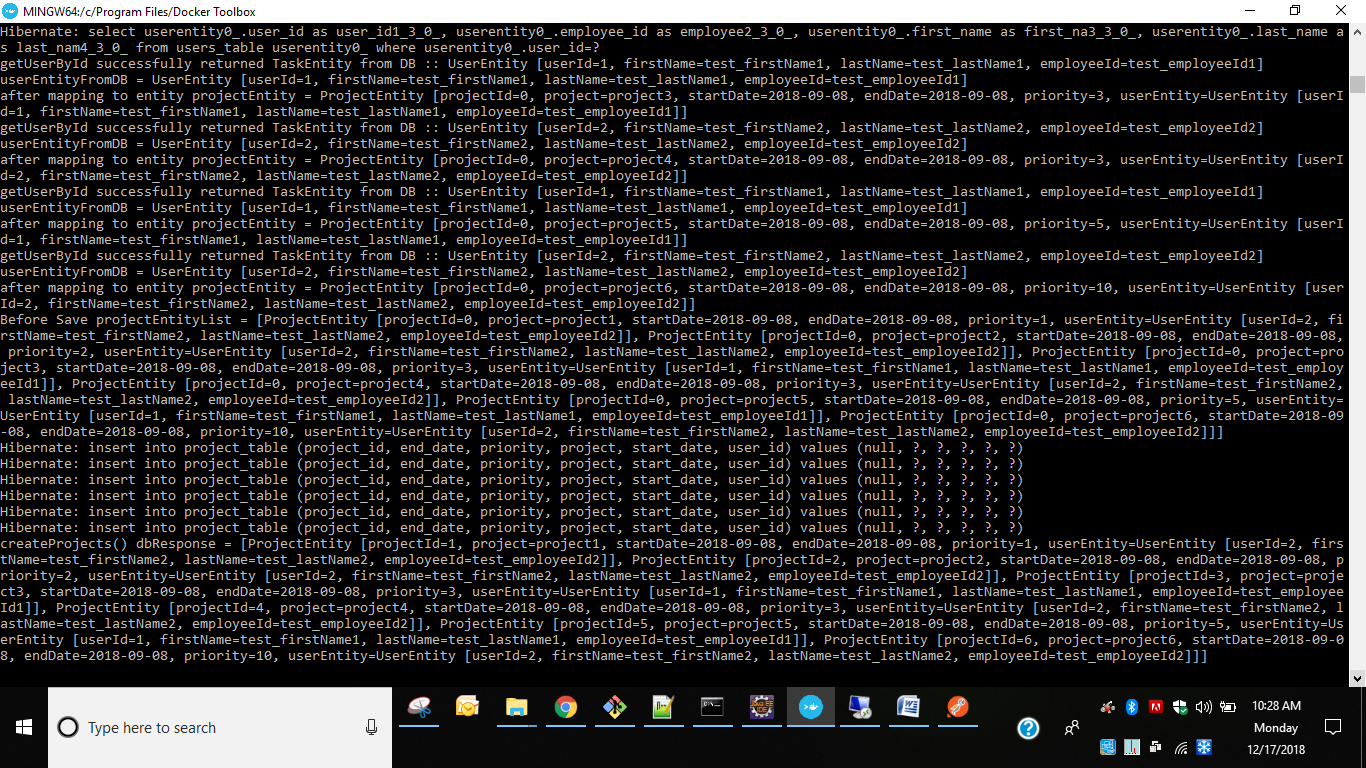 MINGW64:/c/Program Files/Docker Toolbox
Hibernate: select userentity0_.user_id as user_id1_3_0_, userentity0_.employee_id as employee2_3_0_, userentity0_.first_name as first_na3_3_0_, userentity0_.last_name a
s last_nam4_3_0_ from users_table userentity0_ where userentity0_.user_id=?
getUserById successfully returned TaskEntity from DB :: UserEntity [userId=1, firstName=test_firstName1, lastName=test_lastName1, employeeId=test_employeeId1]
userEntityFromDB = UserEntity [userId=1, firstName=test_firstName1, lastName=test_lastName1, employeeId=test_employeeId1]
after mapping to entity projectEntity = ProjectEntity [projectId=0, project=project3, startDate=2018-09-08, endDate=2018-09-08, priority=3, userEntity=UserEntity [userI
d=1, firstName=test_firstName1, lastName=test_lastName1, employeeId=test_employeeId1]]
getUserById successfully returned TaskEntity from DB :: UserEntity [userId=2, firstName=test_firstName2, lastName=test_lastName2, employeeId=test_employeeId2]
userEntityFromDB = UserEntity [userId=2, firstName=test_firstName2, lastName=test_lastName2, employeeId=test_employeeId2]
after mapping to entity projectEntity = ProjectEntity [projectId=0, project=project4, startDate=2018-09-08, endDate=2018-09-08, priority=3, userEntity=UserEntity [userI
d=2, firstName=test_firstName2, lastName=test_lastName2, employeeId=test_employeeId2]]
getUserById successfully returned TaskEntity from DB :: UserEntity [userId=1, firstName=test_firstName1, lastName=test_lastName1, employeeId=test_employeeId1]
userEntityFromDB = UserEntity [userId=1, firstName=test_firstName1, lastName=test_lastName1, employeeId=test_employeeId1]
after mapping to entity projectEntity = ProjectEntity [projectId=0, project=project5, startDate=2018-09-08, endDate=2018-09-08, priority=5, userEntity=UserEntity [userI
d=1, firstName=test_firstName1, lastName=test_lastName1, employeeId=test_employeeId1]]
getUserById successfully returned TaskEntity from DB :: UserEntity [userId=2, firstName=test_firstName2, lastName=test_lastName2, employeeId=test_employeeId2]
userEntityFromDB = UserEntity [userId=2, firstName=test_firstName2, lastName=test_lastName2, employeeId=test_employeeId2]
after mapping to entity projectEntity = ProjectEntity [projectId=0, project=project6, startDate=2018-09-08, endDate=2018-09-08, priority=10, userEntity=UserEntity [user
Id=2, firstName=test_firstName2, lastName=test_lastName2, employeeId=test_employeeId2]]
Before Save projectEntityList = [ProjectEntity [projectId=0, project=project1, startDate=2018-09-08, endDate=2018-09-08, priority=1, userEntity=UserEntity [userId=2, fi
rstName=test_firstName2, lastName=test_lastName2, employeeId=test_employeeId2]], ProjectEntity [projectId=0, project=project2, startDate=2018-09-08, endDate=2018-09-08,
 priority=2, userEntity=UserEntity [userId=2, firstName=test_firstName2, lastName=test_lastName2, employeeId=test_employeeId2]], ProjectEntity [projectId=0, project=pro
ject3, startDate=2018-09-08, endDate=2018-09-08, priority=3, userEntity=UserEntity [userId=1, firstName=test_firstName1, lastName=test_lastName1, employeeId=test_employ
eeId1]], ProjectEntity [projectId=0, project=project4, startDate=2018-09-08, endDate=2018-09-08, priority=3, userEntity=UserEntity [userId=2, firstName=test_firstName2,
 lastName=test_lastName2, employeeId=test_employeeId2]], ProjectEntity [projectId=0, project=project5, startDate=2018-09-08, endDate=2018-09-08, priority=5, userEntity=
UserEntity [userId=1, firstName=test_firstName1, lastName=test_lastName1, employeeId=test_employeeId1]], ProjectEntity [projectId=0, project=project6, startDate=2018-09
-08, endDate=2018-09-08, priority=10, userEntity=UserEntity [userId=2, firstName=test_firstName2, lastName=test_lastName2, employeeId=test_employeeId2]]]
Hibernate: insert into project_table (project_id, end_date, priority, project, start_date, user_id) values (null, ?, ?, ?, ?, ?)
Hibernate: insert into project_table (project_id, end_date, priority, project, start_date, user_id) values (null, ?, ?, ?, ?, ?)
Hibernate: insert into project_table (project_id, end_date, priority, project, start_date, user_id) values (null, ?, ?, ?, ?, ?)
Hibernate: insert into project_table (project_id, end_date, priority, project, start_date, user_id) values (null, ?, ?, ?, ?, ?)
Hibernate: insert into project_table (project_id, end_date, priority, project, start_date, user_id) values (null, ?, ?, ?, ?, ?)
Hibernate: insert into project_table (project_id, end_date, priority, project, start_date, user_id) values (null, ?, ?, ?, ?, ?)
createProjects() dbResponse = [ProjectEntity [projectId=1, project=project1, startDate=2018-09-08, endDate=2018-09-08, priority=1, userEntity=UserEntity [userId=2, firs
tName=test_firstName2, lastName=test_lastName2, employeeId=test_employeeId2]], ProjectEntity [projectId=2, project=project2, startDate=2018-09-08, endDate=2018-09-08, p
riority=2, userEntity=UserEntity [userId=2, firstName=test_firstName2, lastName=test_lastName2, employeeId=test_employeeId2]], ProjectEntity [projectId=3, project=proje
ct3, startDate=2018-09-08, endDate=2018-09-08, priority=3, userEntity=UserEntity [userId=1, firstName=test_firstName1, lastName=test_lastName1, employeeId=test_employee
Id1]], ProjectEntity [projectId=4, project=project4, startDate=2018-09-08, endDate=2018-09-08, priority=3, userEntity=UserEntity [userId=2, firstName=test_firstName2, l
astName=test_lastName2, employeeId=test_employeeId2]], ProjectEntity [projectId=5, project=project5, startDate=2018-09-08, endDate=2018-09-08, priority=5, userEntity=Us
erEntity [userId=1, firstName=test_firstName1, lastName=test_lastName1, employeeId=test_employeeId1]], ProjectEntity [projectId=6, project=project6, startDate=2018-09-0
8, endDate=2018-09-08, priority=10, userEntity=UserEntity [userId=2, firstName=test_firstName2, lastName=test_lastName2, employeeId=test_employeeId2]]]
Type here to search
10:28 AM
Monday
12/17/2018